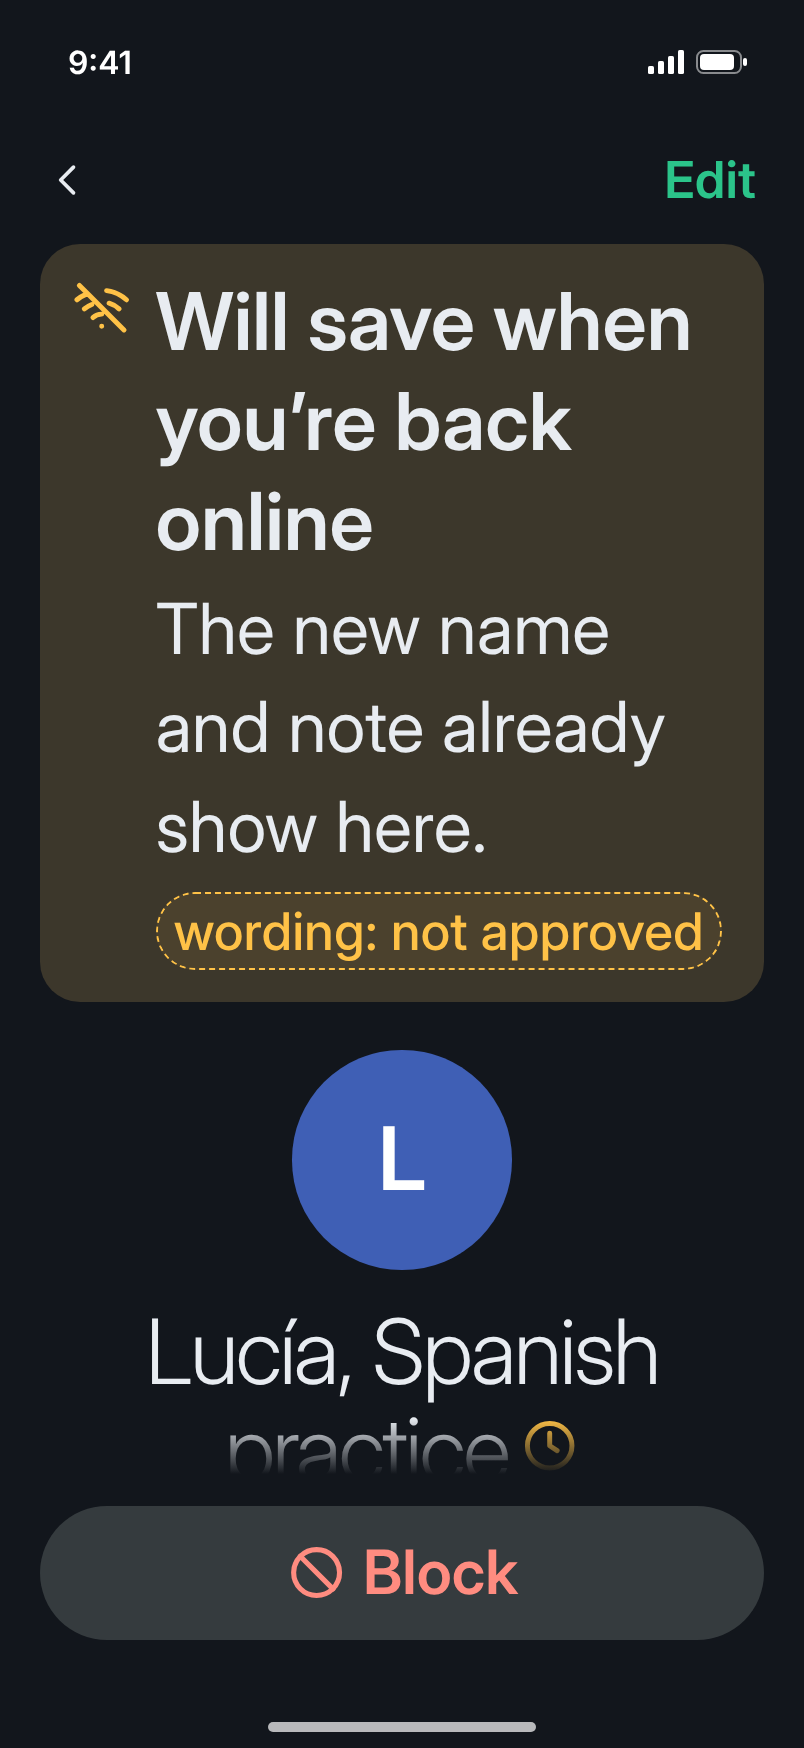 9:41
Edit
Will save when
you’re back
online
The new name
and note already
show here.
wording: not approved
L
Lucía, Spanish
practice
Block